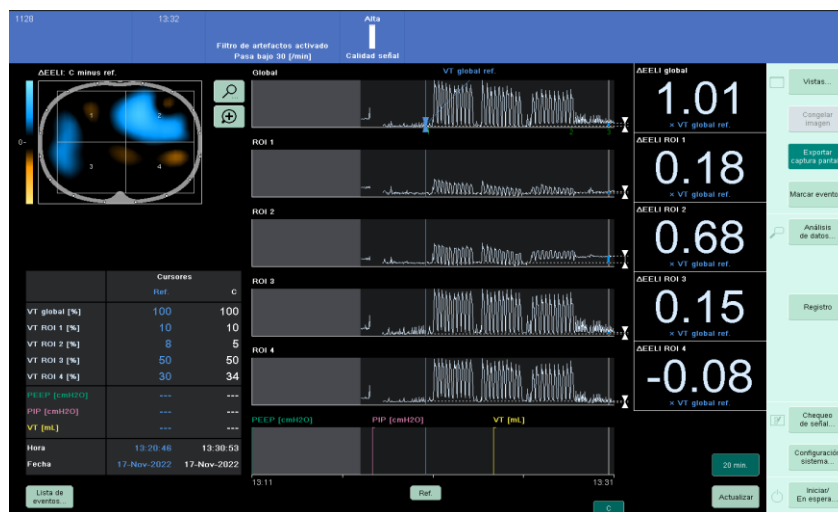 1128
13:32
Alta
Filtro de artefactos activado
Pasa bajo 30 [/min]
Calidad señal
ΔEELI: C minus ref.
0-
1
2
3
4
Global
VT global ref.
ROI 1
ROI 2
ROI 3
ROI 4
PEEP [cmH2O]
PIP [cmH2O]
VT [mL]
13:11
13:31
Ref.
C
ΔEELI global
1.01
× VT global ref.
ΔEELI ROI 1
0.18
× VT global ref.
ΔEELI ROI 2
0.68
× VT global ref.
ΔEELI ROI 3
0.15
× VT global ref.
ΔEELI ROI 4
-0.08
× VT global ref.
20 min.
Actualizar
Cursores
Ref. C
VT global [%] 100 100
VT ROI 1 [%] 10 10
VT ROI 2 [%] 8 5
VT ROI 3 [%] 50 50
VT ROI 4 [%] 30 34
PEEP [cmH2O] --- ---
PIP [cmH2O] --- ---
VT [mL] --- ---
Hora 13:20:46 13:30:53
Fecha 17-Nov-2022 17-Nov-2022
Lista de
eventos...
Vistas...
Congelar
imagen
Exportar
captura pantal
Marcar evento
Análisis
de datos...
Registro
Chequeo
de señal...
Configuración
sistema...
Iniciar/
En espera...